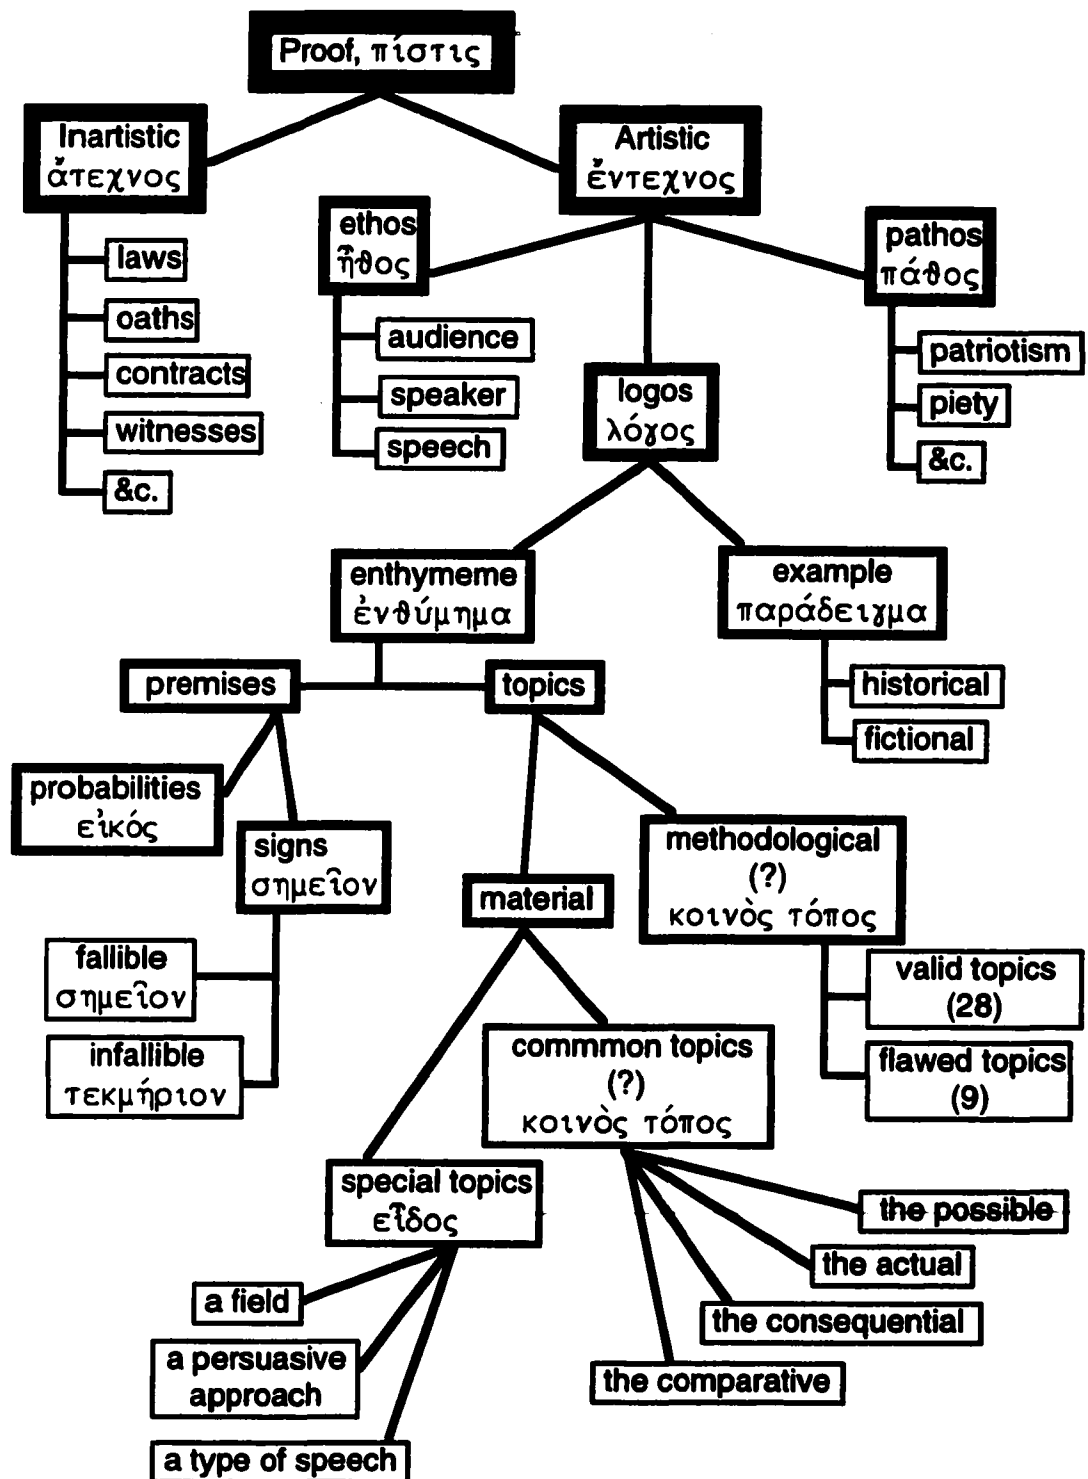 Proof, πίστις
Inartistic
ἄτεχνος
Artistic
ἔντεχνος
laws
oaths
contracts
witnesses
&c.
ethos
ἦθος
audience
speaker
speech
pathos
πάθος
patriotism
piety
&c.
logos
λόγος
enthymeme
ἐνθύμημα
example
παράδειγμα
historical
fictional
premises
topics
probabilities
εἰκός
signs
σημεῖον
fallible
σημεῖον
infallible
τεκμήριον
material
methodological
(?)
κοινὸς τόπος
valid topics
(28)
flawed topics
(9)
commmon topics
(?)
κοινὸς τόπος
special topics
εἶδος
the possible
the actual
the consequential
the comparative
a field
a persuasive
approach
a type of speech